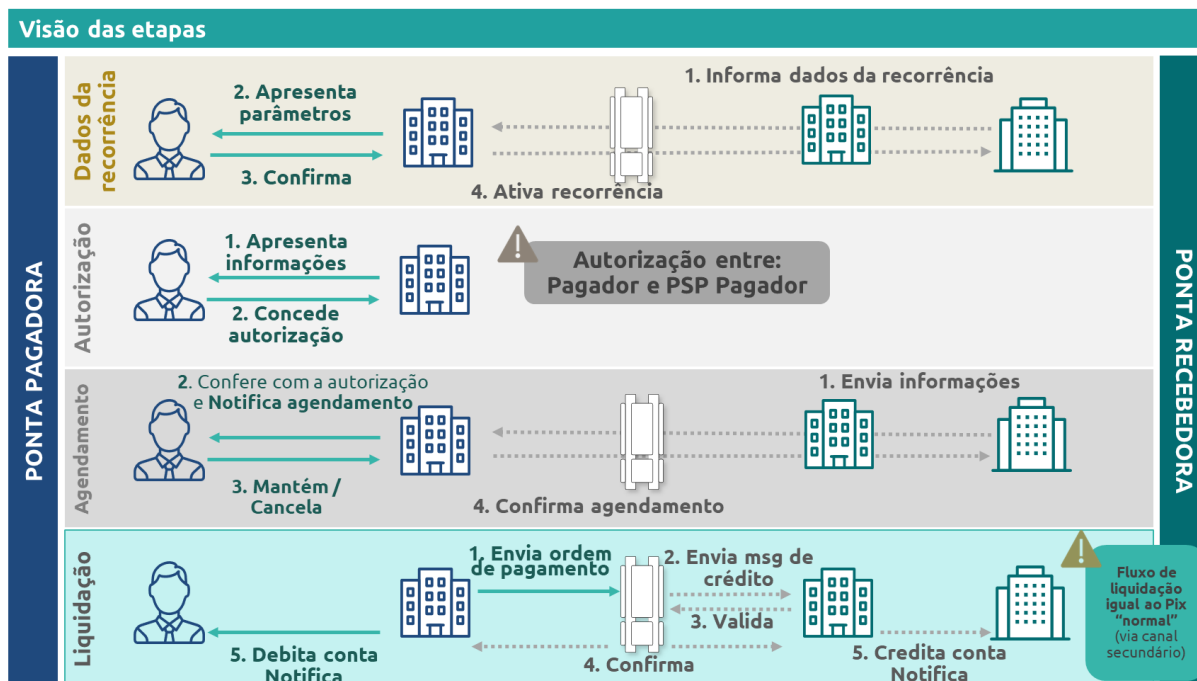 Visão das etapas
PONTA PAGADORA
PONTA RECEBEDORA
Dados da
recorrência
1. Informa dados da recorrência
2. Apresenta
parâmetros
3. Confirma
4. Ativa recorrência
Autorização
1. Apresenta
informações
2. Concede
autorização
Autorização entre:
Pagador e PSP Pagador
Agendamento
1. Envia informações
2. Confere com a autorização
e Notifica agendamento
3. Mantém /
Cancela
4. Confirma agendamento
Liquidação
1. Envia ordem
de pagamento
2. Envia msg de
crédito
3. Valida
4. Confirma
5. Debita conta
Notifica
5. Credita conta
Notifica
Fluxo de
liquidação
igual ao Pix
“normal”
(via canal
secundário)